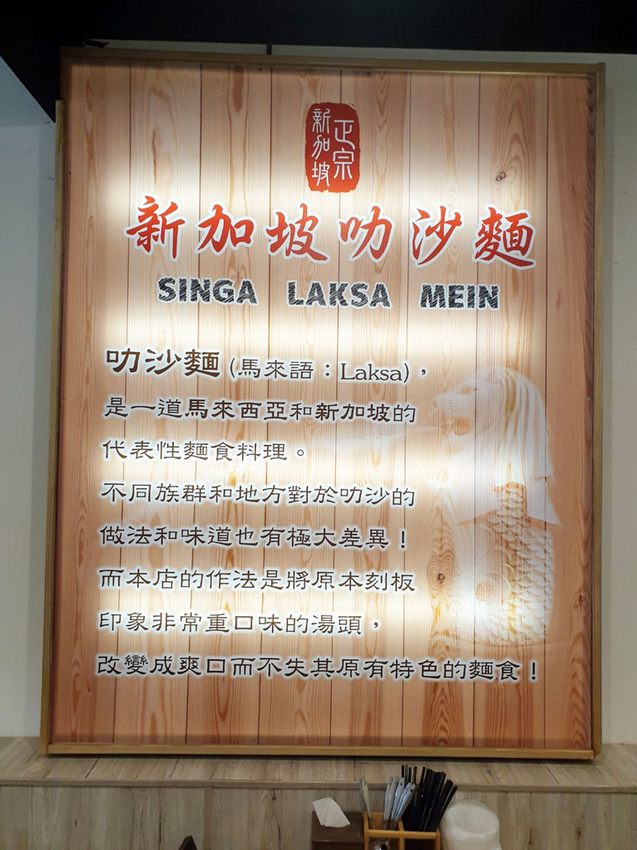 正宗
新加坡
新加坡叻沙麵
SINGA LAKSA MEIN
叻沙麵 (馬來語：Laksa)，
是一道馬來西亞和新加坡的
代表性麵食料理。
不同族群和地方對於叻沙的
做法和味道也有極大差異！
而本店的作法是將原本刻板
印象非常重口味的湯頭，
改變成爽口而不失其原有特色的麵食！